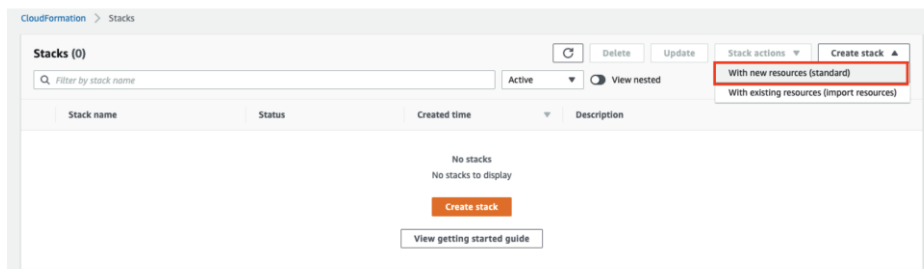 CloudFormation > Stacks
Stacks (0)
Delete
Update
Stack actions
Create stack
Filter by stack name
Active
View nested
With new resources (standard)
With existing resources (import resources)
Stack name
Status
Created time
Description
No stacks
No stacks to display
Create stack
View getting started guide